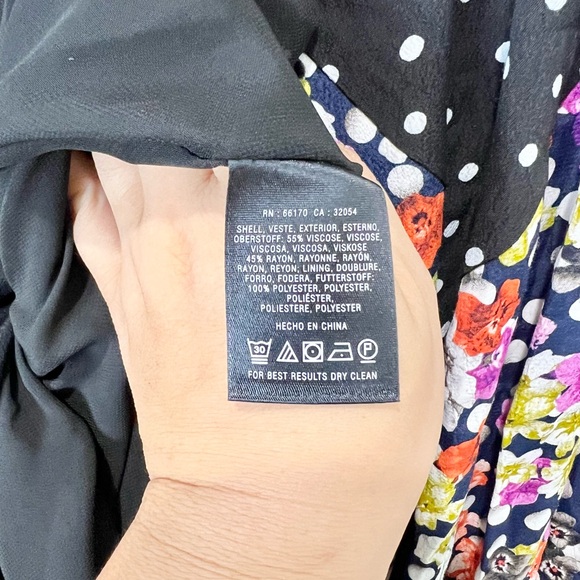 RN : 66170 CA : 32054
SHELL, VESTE, EXTERIOR, ESTERNO,
OBERSTOFF: 55% VISCOSE, VISCOSE,
VISCOSA, VISCOSA, VISKOSE
45% RAYON, RAYONNE, RAYÓN,
RAYON, REYON, LINING, DOUBLURE,
FORRO, FODERA, FUTTERSTOFF:
100% POLYESTER, POLYESTER,
POLIÉSTER,
POLIESTERE, POLYESTER
HECHO EN CHINA
30 P
FOR BEST RESULTS DRY CLEAN